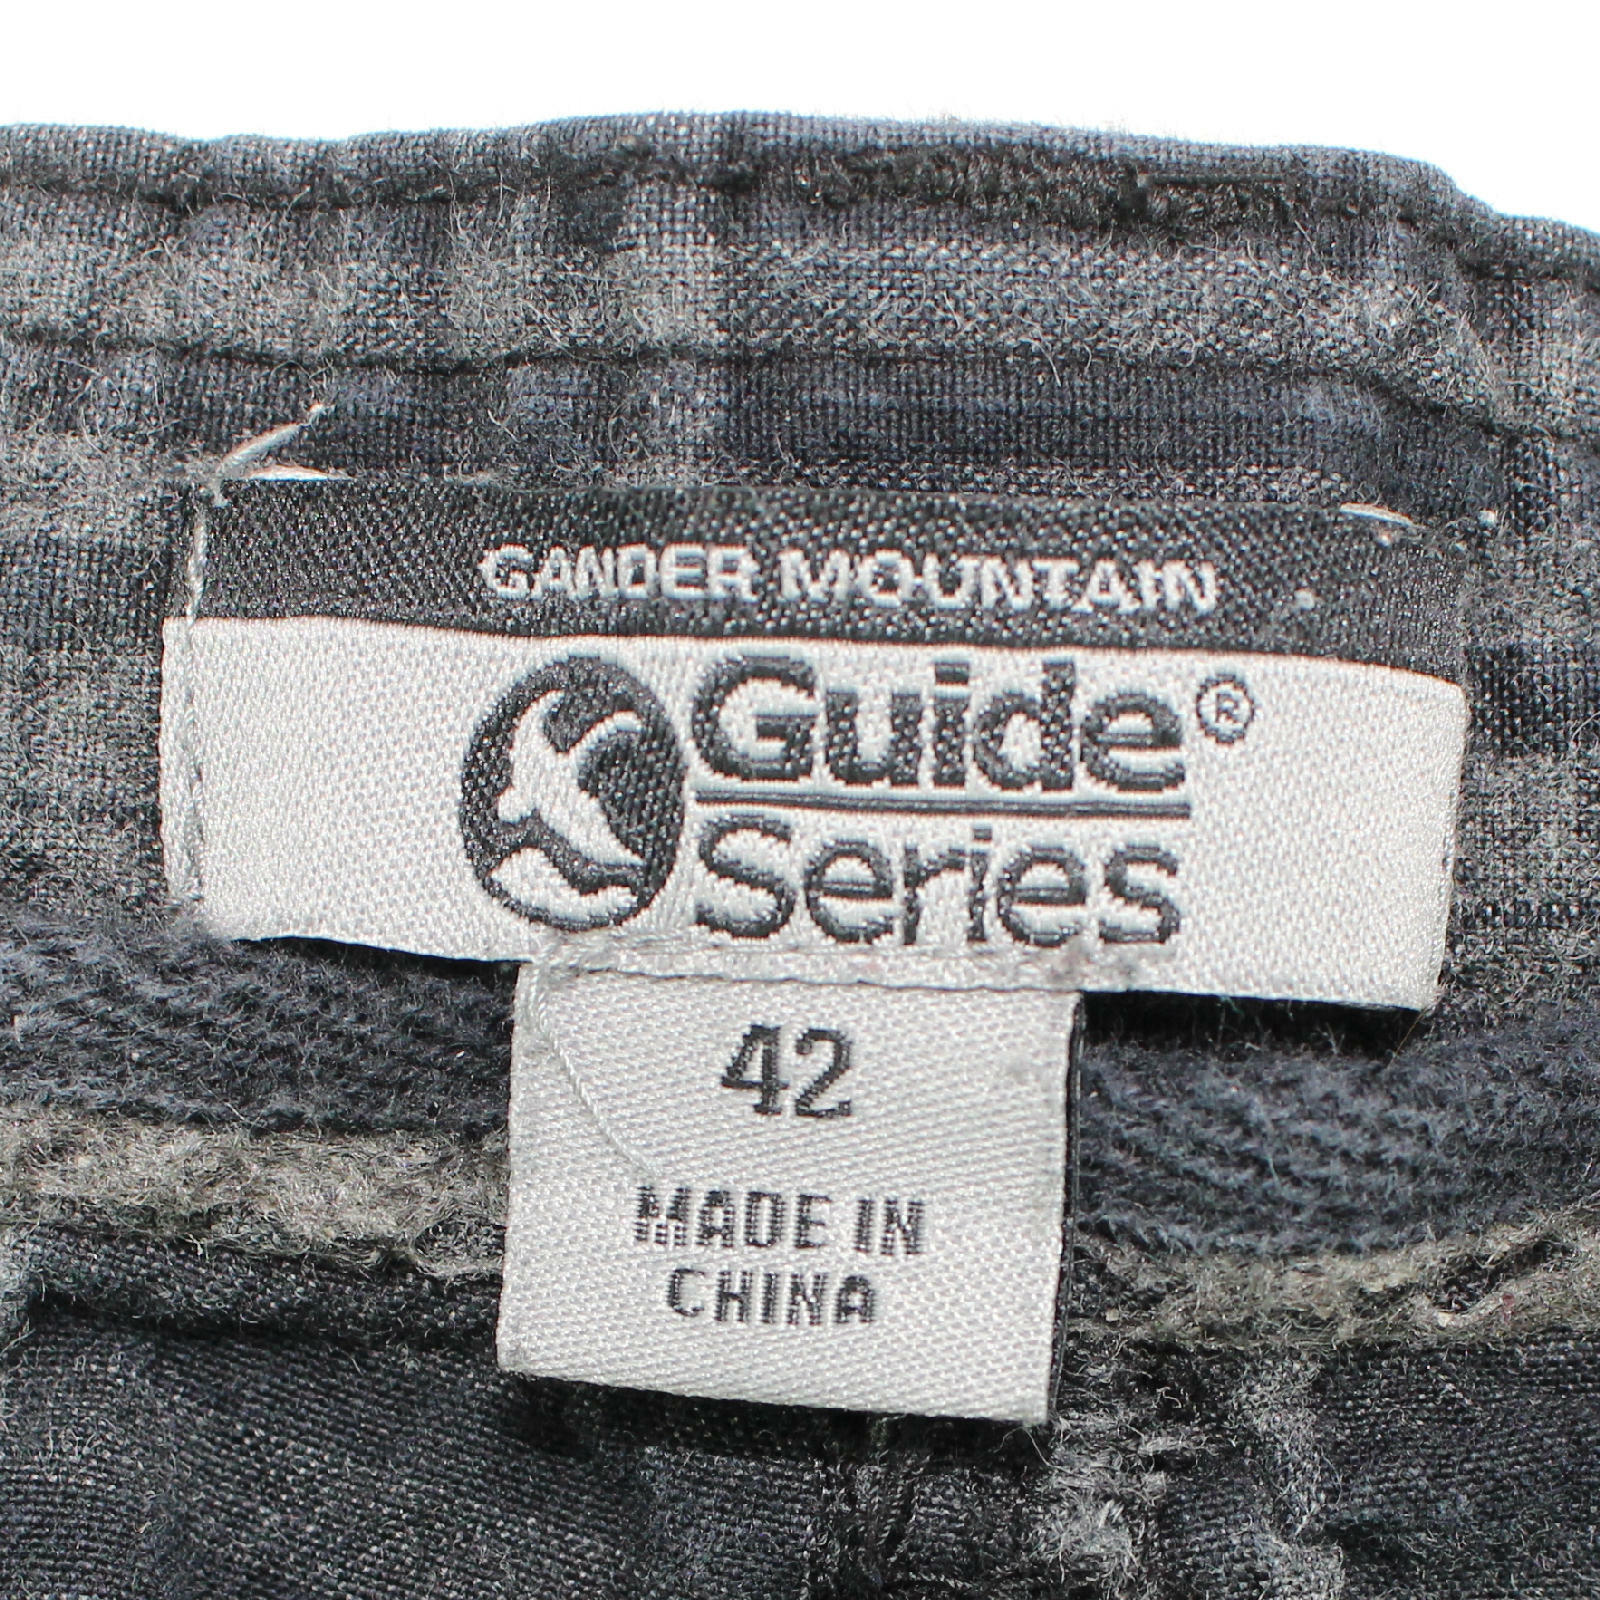 GANDER MOUNTAIN
Guide®
Series
42
MADE IN
CHINA